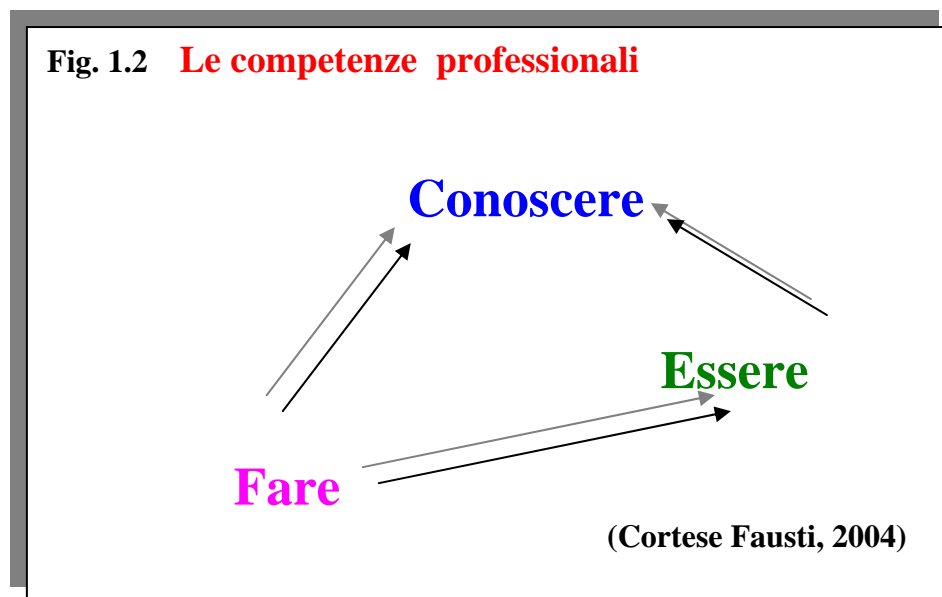 Fig. 1.2 Le competenze professionali
Conoscere
Essere
Fare
(Cortese Fausti, 2004)